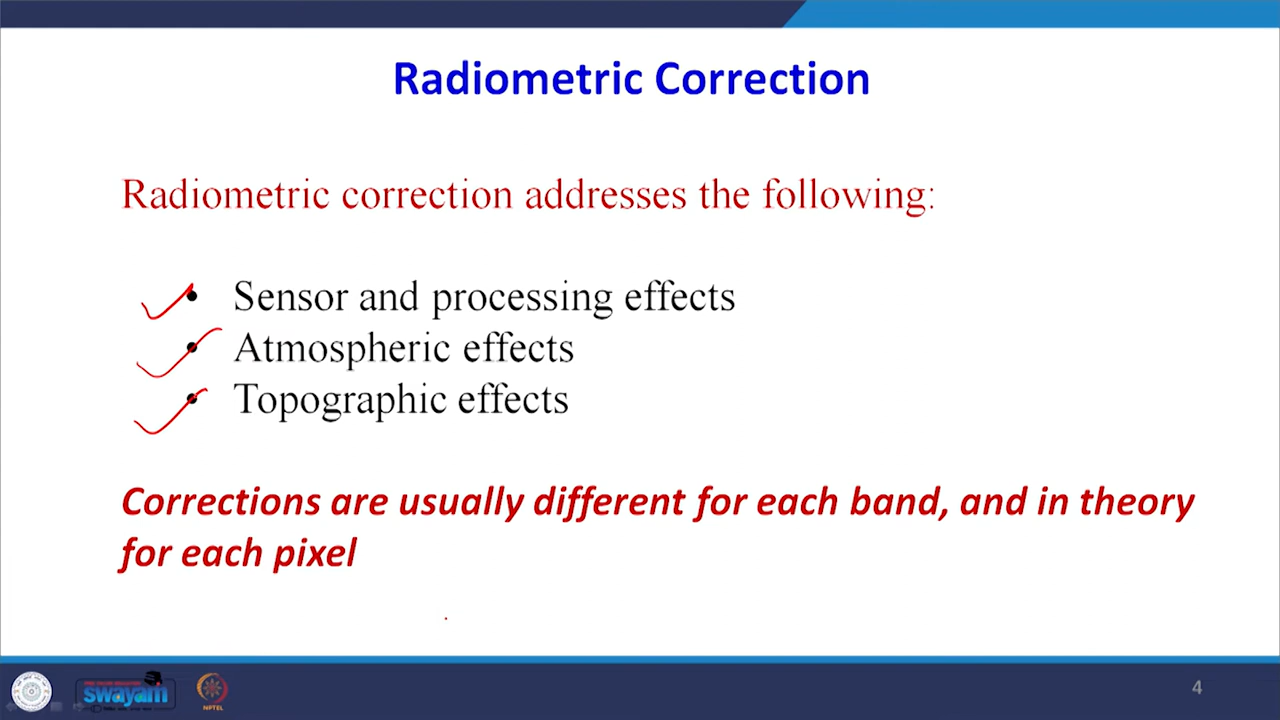 Radiometric Correction
Radiometric correction addresses the following:
• Sensor and processing effects
• Atmospheric effects
• Topographic effects
Corrections are usually different for each band, and in theory
for each pixel
swayam
NPTEL
4